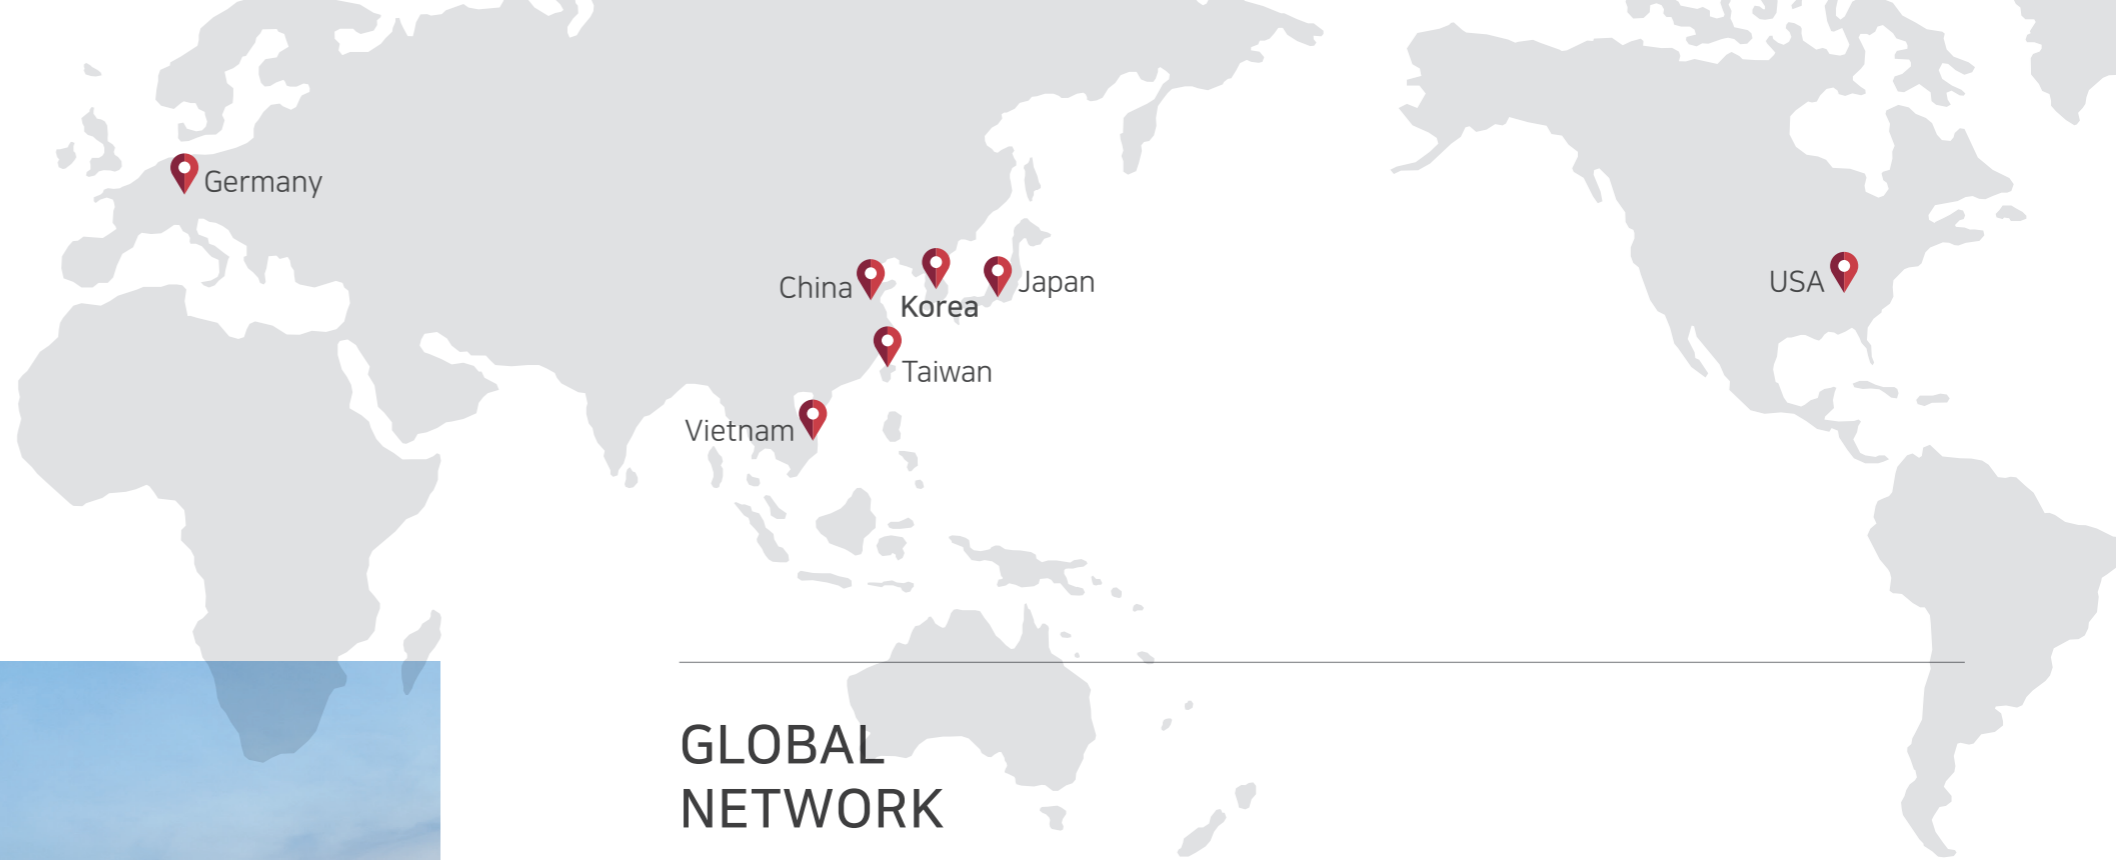 Germany
China
Korea
Japan
USA
Taiwan
Vietnam
GLOBAL
NETWORK